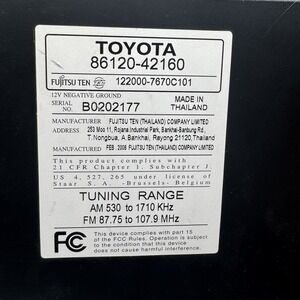 TOYOTA
86120-42160
FUJITSU TEN 122000-7670C101
12V NEGATIVE GROUND
SERIAL NO. B0202177 MADE IN THAILAND
MANUFACTURER FUJITSU TEN (THAILAND) COMPANY LIMITED
ADDRESS 253 Moo 11, Rojana Industrial Park, Bankhai-Banbung Rd.,
T.Nongbua, A.Bankhai, Rayong 21120, Thailand
MANUFACTURED FEB. 2006 FUJITSU TEN (THAILAND) COMPANY LIMITED
This product complies with
21 CFR Chapter 1. Subchapter J.
US 4, 527, 265 under license of
Staar S. A. -Brussels- Belgium
TUNING RANGE
AM 530 to 1710 KHz
FM 87.75 to 107.9 MHz
FC This device complies with part 15
of the FCC Rules. Operation is subject
to the condition that this device does
not cause harmful interference.